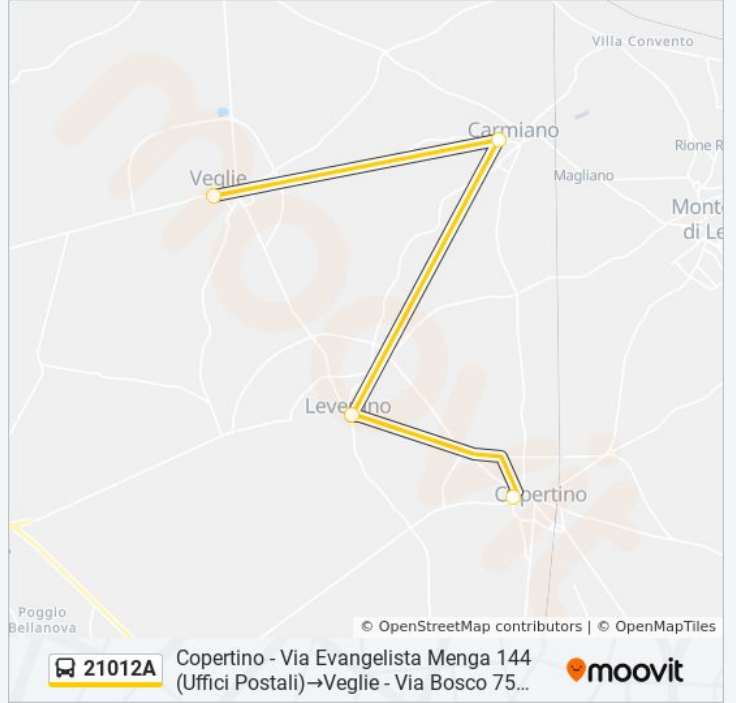 Villa Convento
Carmiano
Rione R
Magliano
Veglie
Mont
di Le
moovit
Leverano
Copertino
Poggio
Bellanova
© OpenStreetMap contributors | © OpenMapTiles
21012A
Copertino - Via Evangelista Menga 144
(Uffici Postali)→Veglie - Via Bosco 75...
moovit